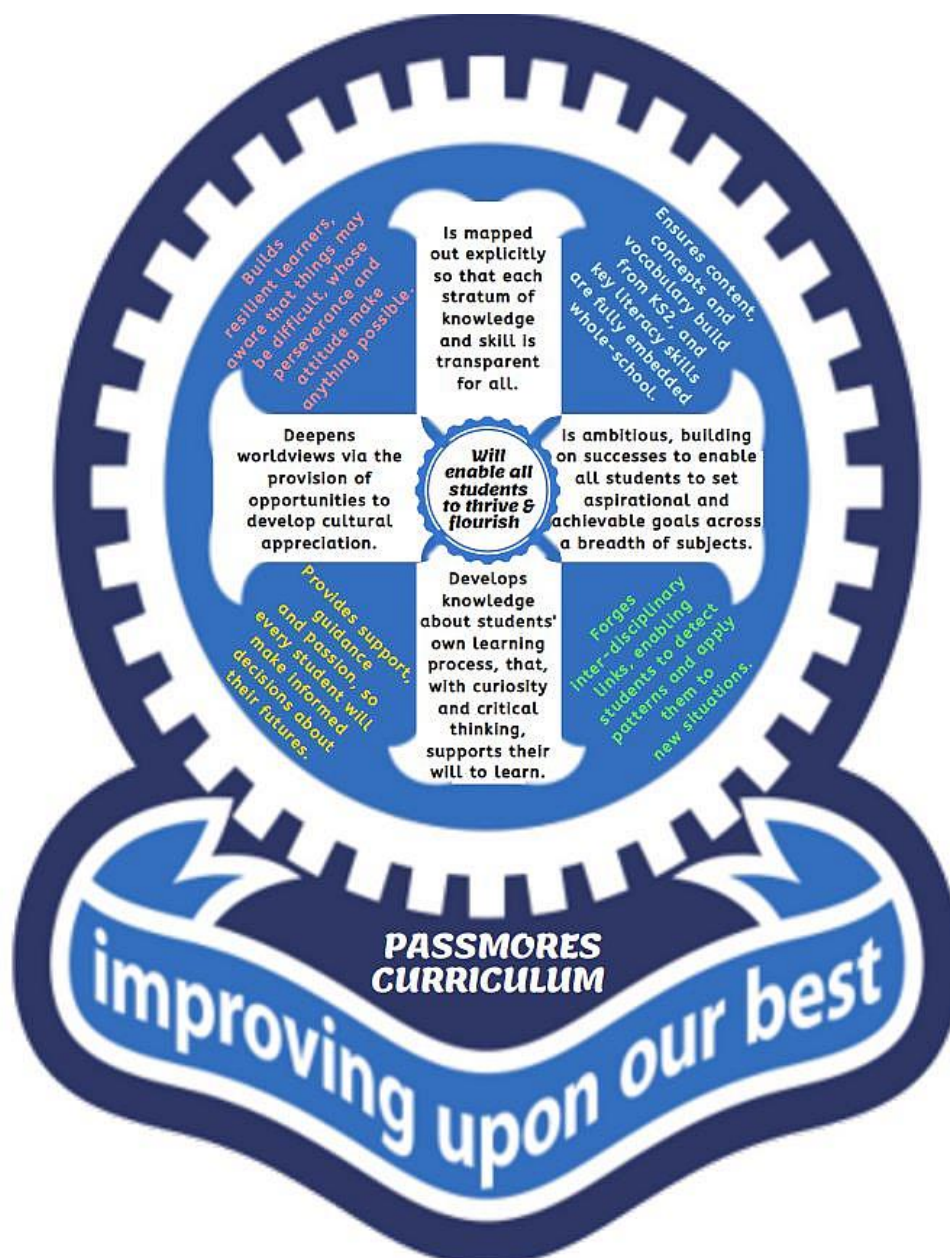 Builds
resilient learners,
aware that things may
be difficult, whose
perseverance and
attitude make
anything possible.
Is mapped
out explicitly
so that each
stratum of
knowledge
and skill is
transparent
for all.
Ensures content,
concepts and
vocabulary build
from KS2, and
key literacy skills
are fully embedded
whole-school.
Deepens
worldviews via the
provision of
opportunities to
develop cultural
appreciation.
Will
enable all
students
to thrive &
flourish
Is ambitious, building
on successes to enable
all students to set
aspirational and
achievable goals across
a breadth of subjects.
Provides support,
guidance
and passion, so
every student will
make informed
decisions about
their futures.
Develops
knowledge
about students'
own learning
process, that,
with curiosity
and critical
thinking,
supports their
will to learn.
Forges
Inter-disciplinary
links, enabling
students to detect
patterns and apply
them to
new situations.
PASSMORES
CURRICULUM
improving upon our best